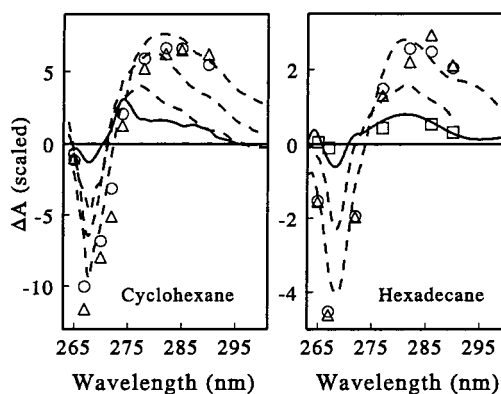 ΔA (scaled)
5
0
-5
-10
Cyclohexane
265 275 285 295
Wavelength (nm)
2
0
-2
-4
Hexadecane
265 275 285 295
Wavelength (nm)